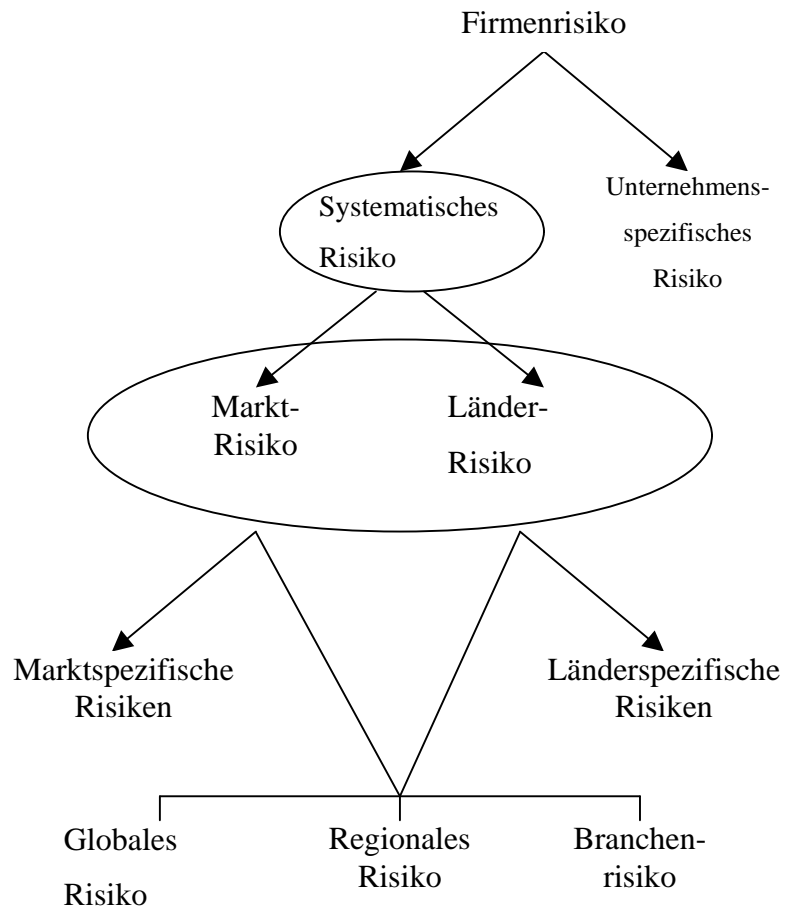 Firmenrisiko
Systematisches
Risiko
Unternehmens-
spezifisches
Risiko
Markt-
Risiko
Länder-
Risiko
Marktspezifische
Risiken
Länderspezifische
Risiken
Globales
Risiko
Regionales
Risiko
Branchen-
risiko